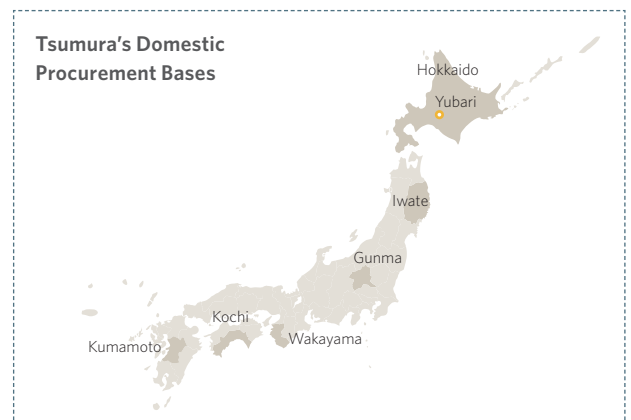 Tsumura's Domestic
Procurement Bases
Hokkaido
Yubari
Iwate
Gunma
Kochi
Wakayama
Kumamoto